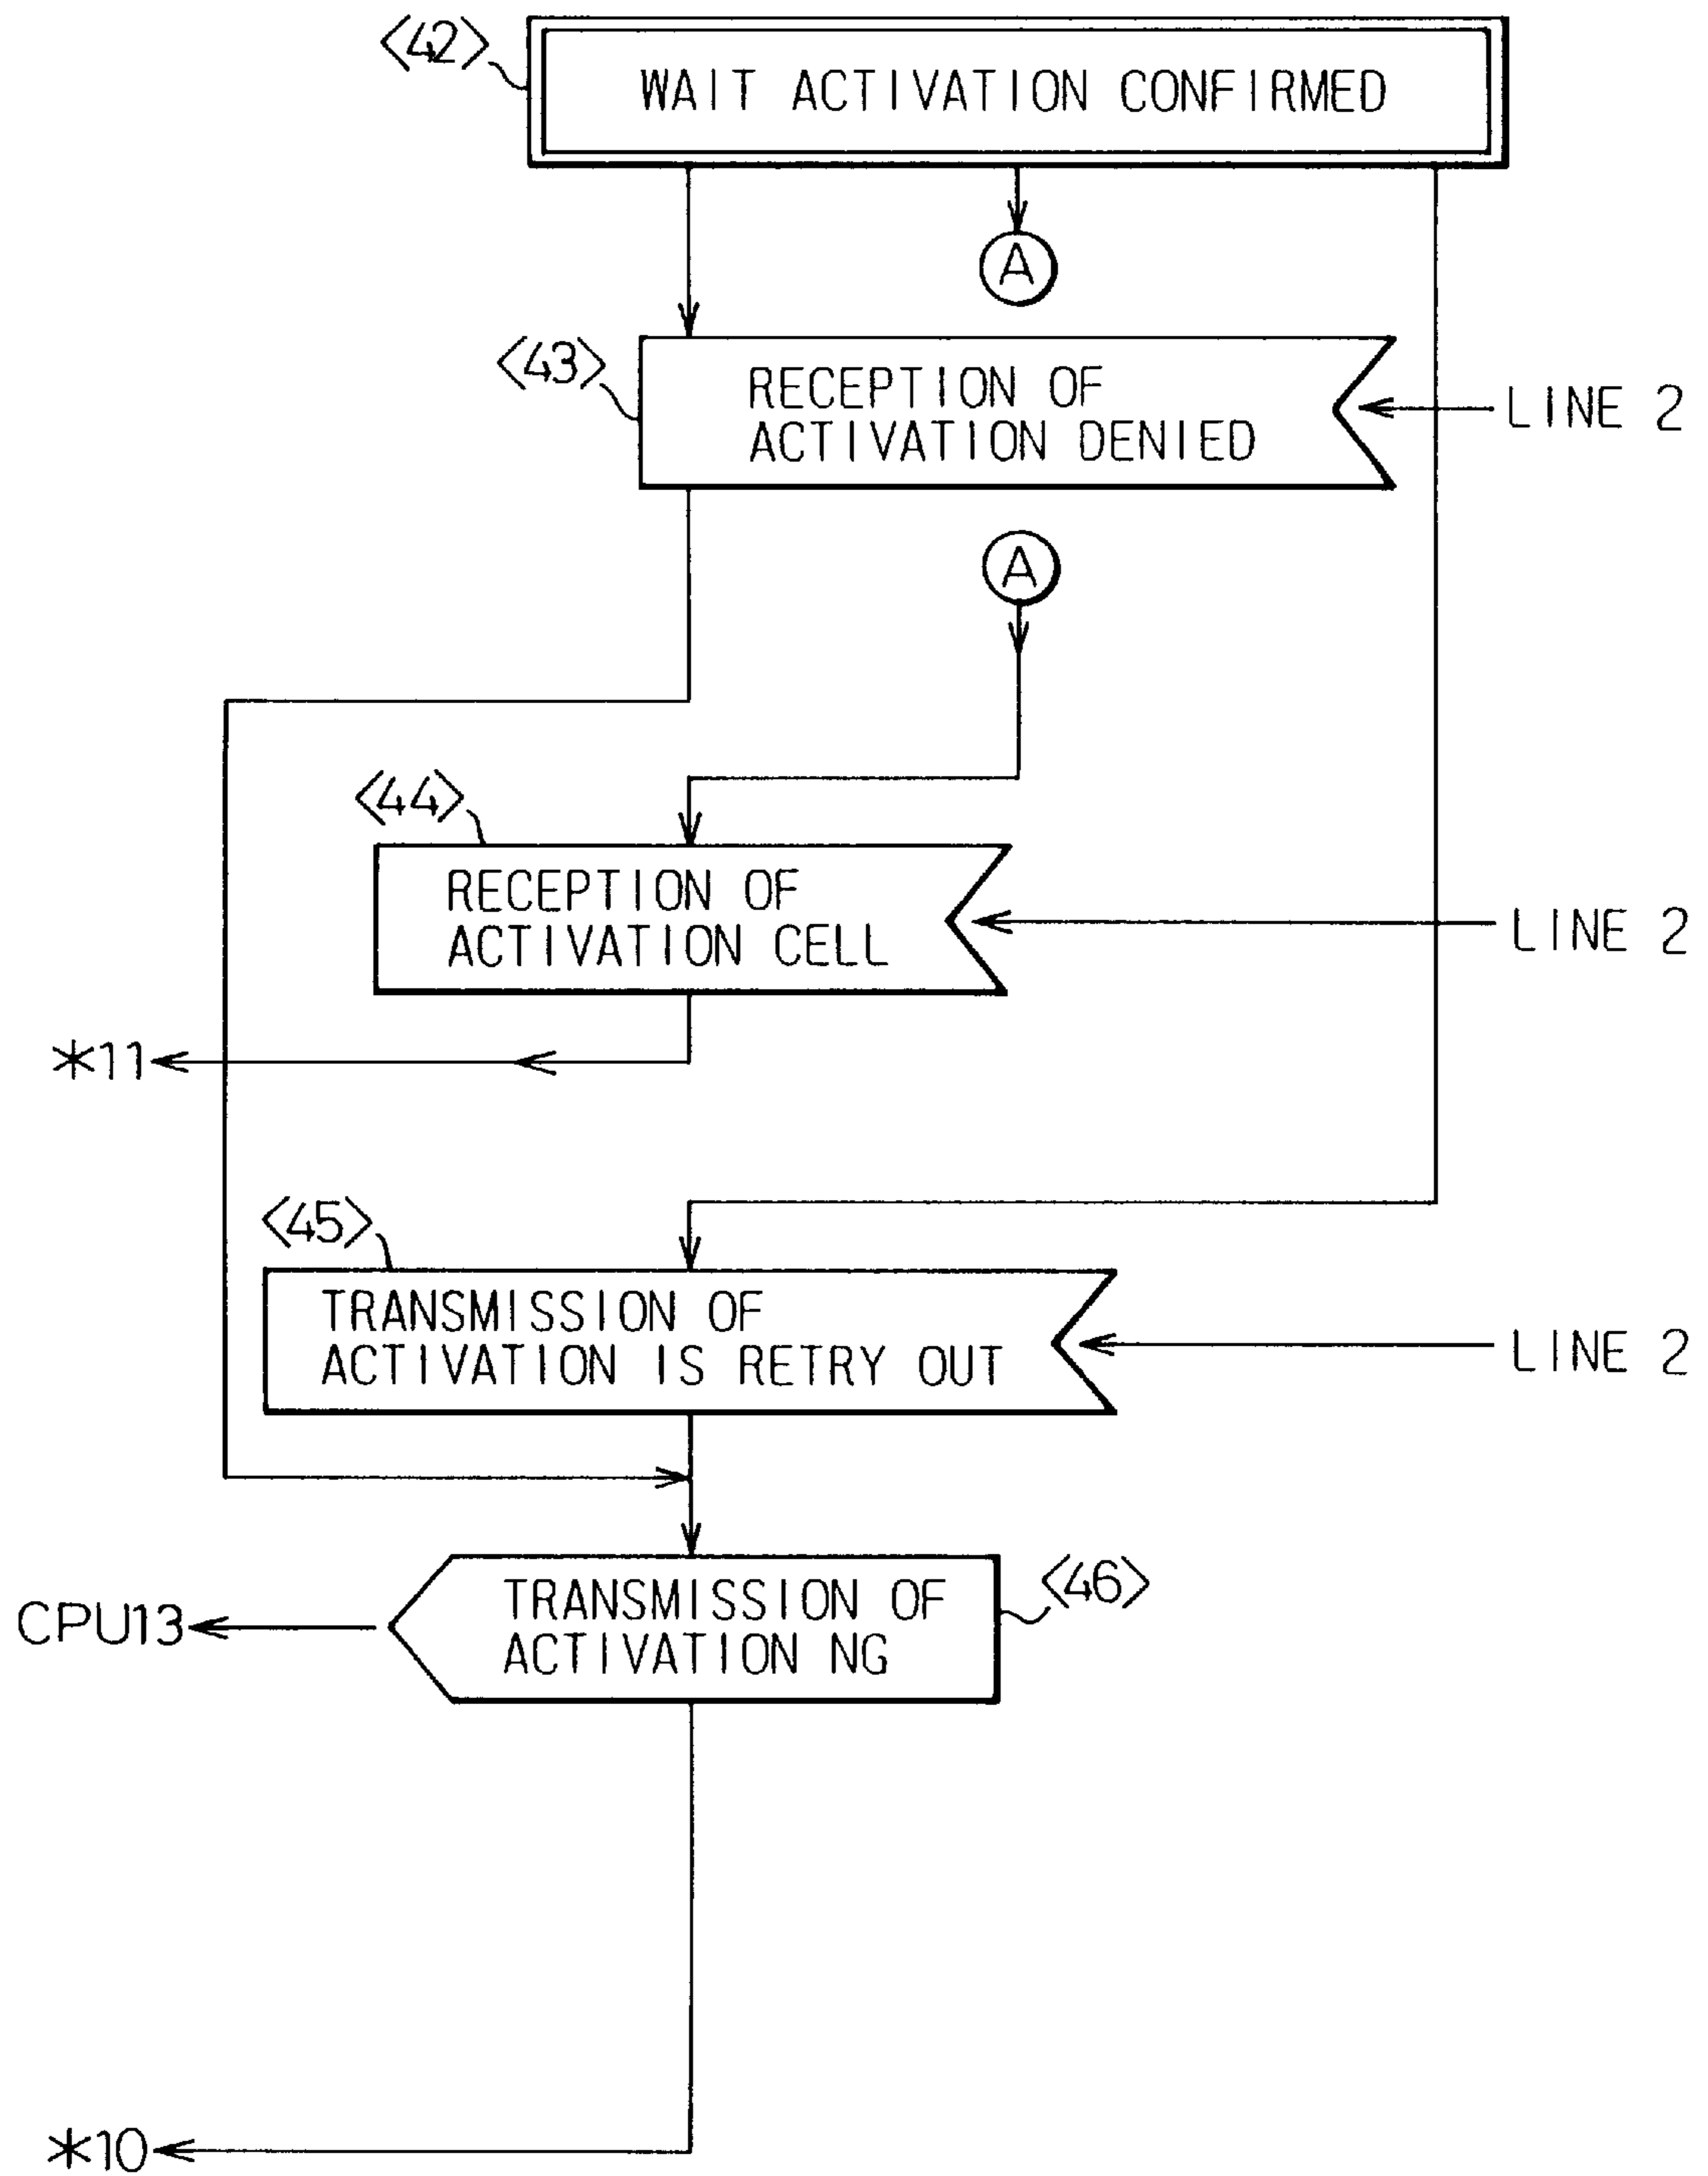 <42>
WAIT ACTIVATION CONFIRMED
A
<43>
RECEPTION OF
ACTIVATION DENIED
LINE 2
A
<44>
RECEPTION OF
ACTIVATION CELL
LINE 2
*11
<45>
TRANSMISSION OF
ACTIVATION IS RETRY OUT
LINE 2
TRANSMISSION OF
ACTIVATION NG
<46>
CPU13
*10